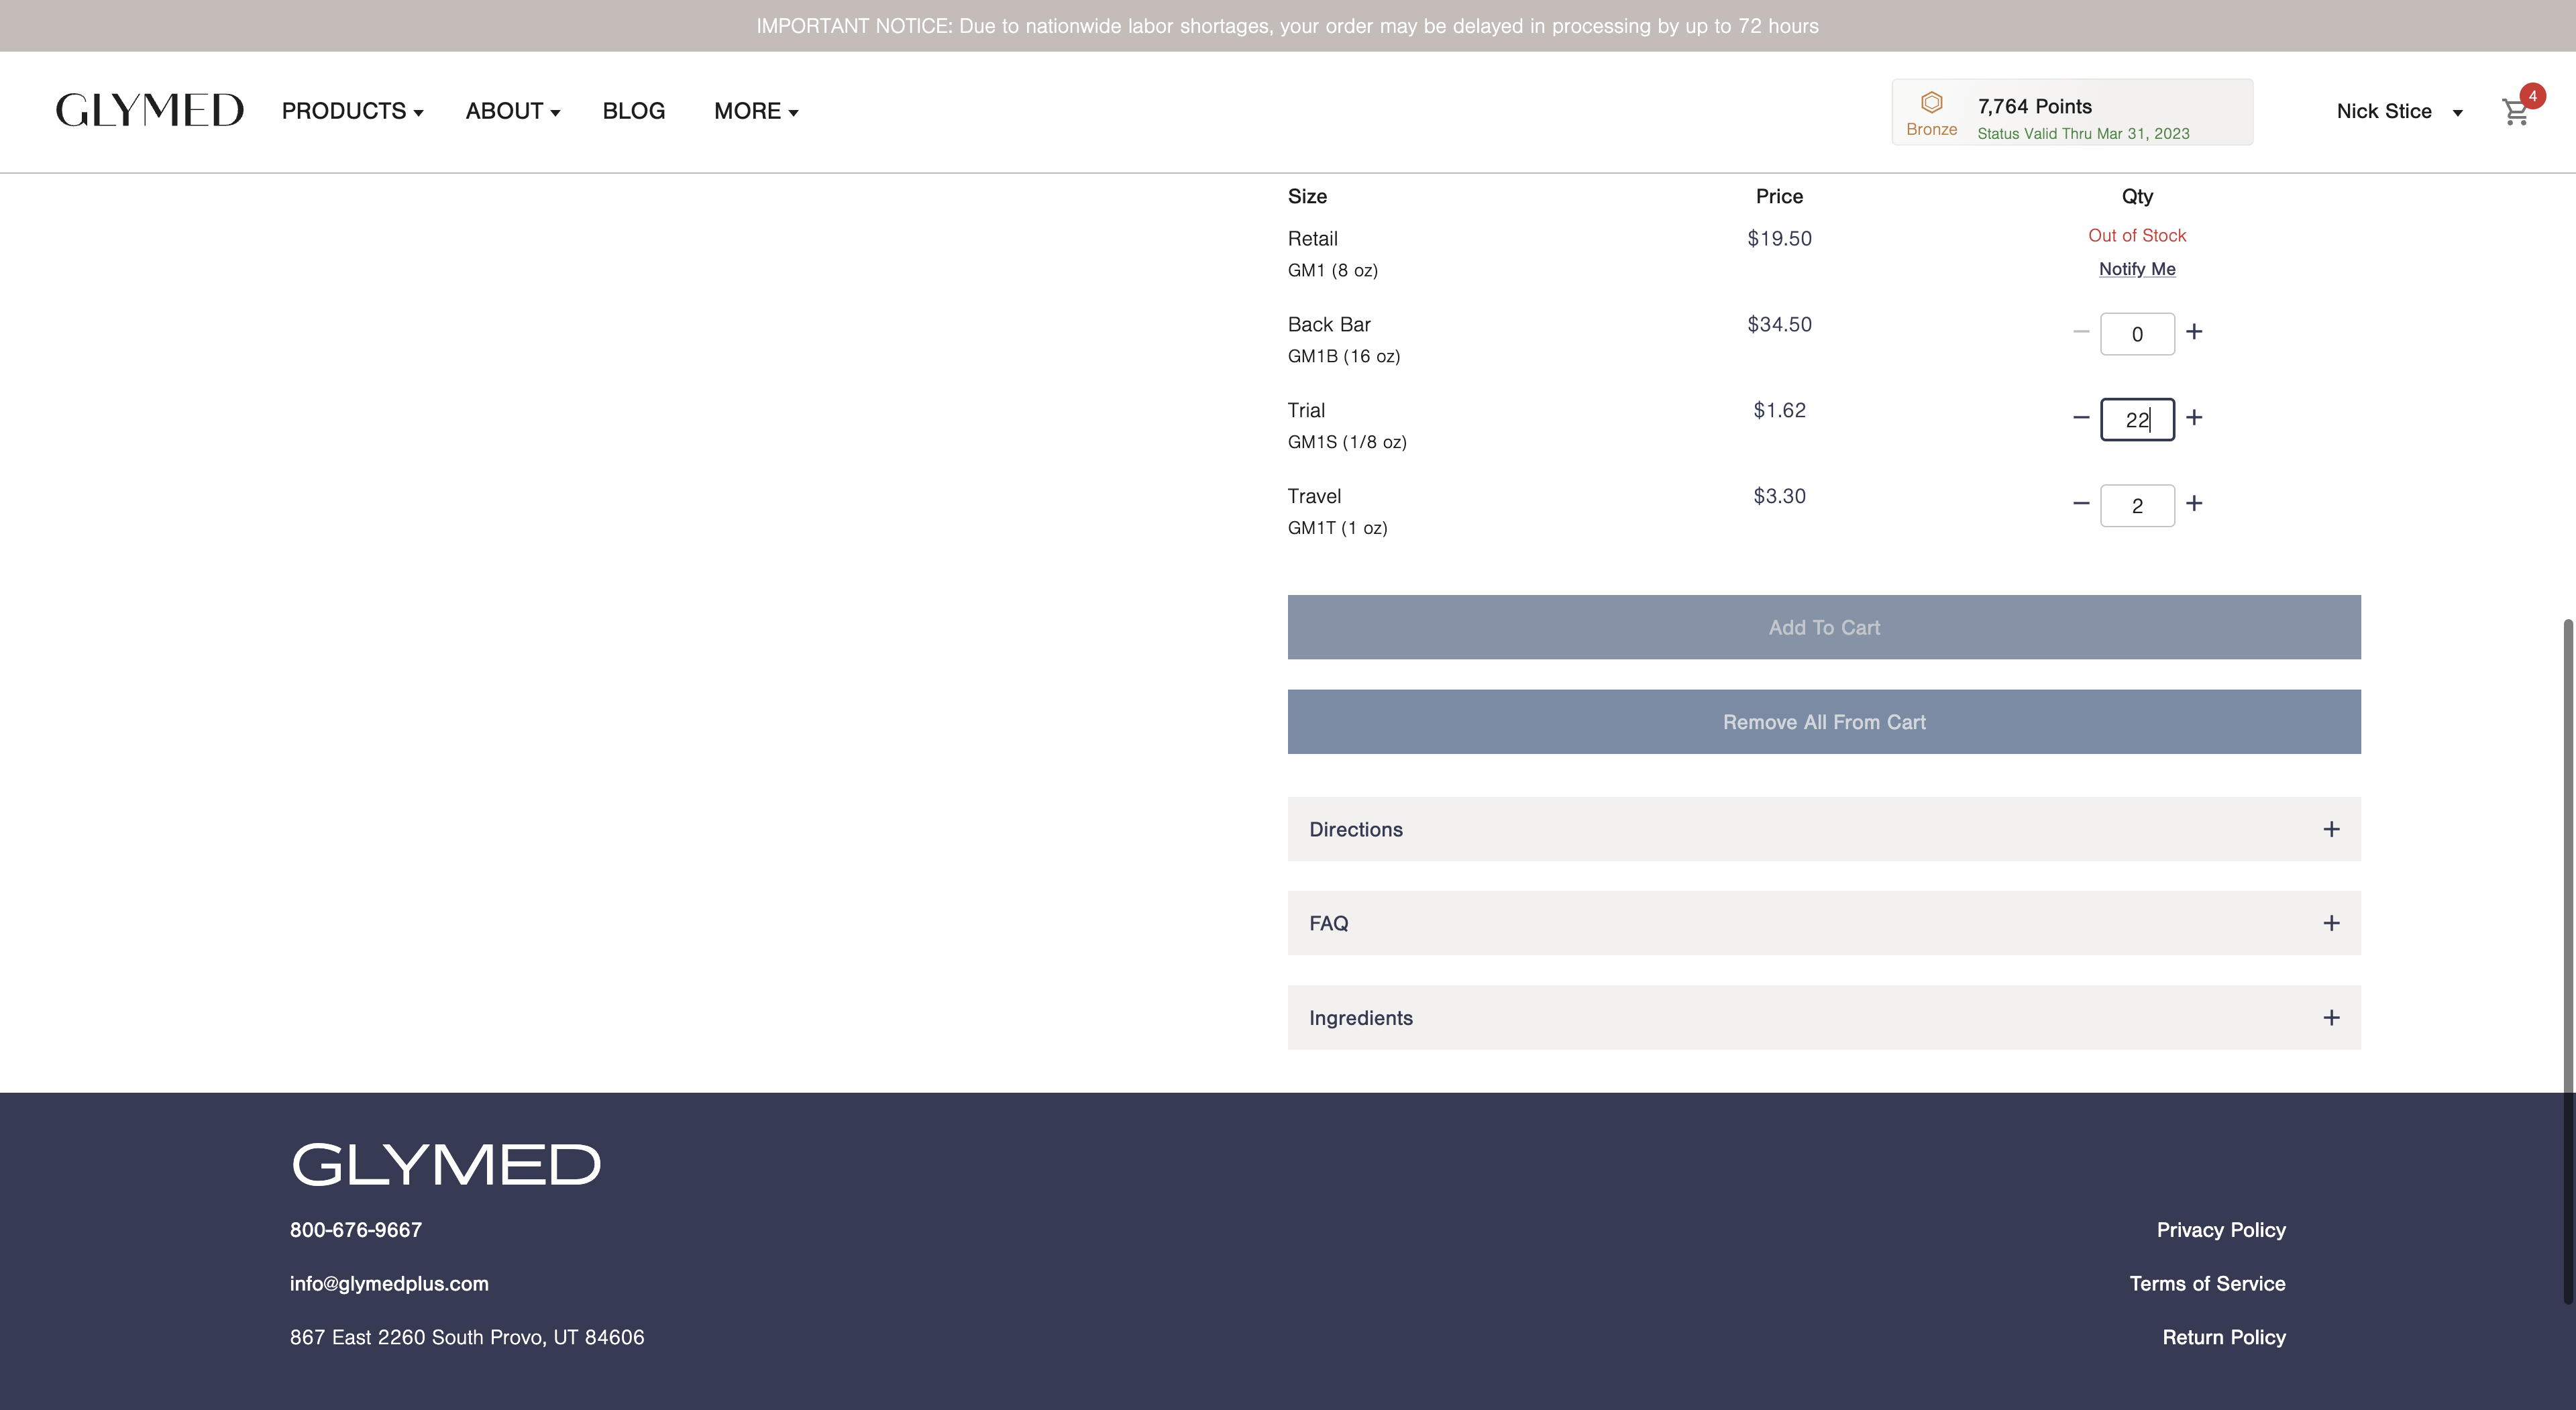 IMPORTANT NOTICE: Due to nationwide labor shortages, your order may be delayed in processing by up to 72 hours
GLYMED PRODUCTS ABOUT BLOG MORE
Bronze
7,764 Points
Status Valid Thru Mar 31, 2023
Nick Stice
4
Size Price Qty
Retail $19.50 Out of Stock
GM1 (8 oz) Notify Me
Back Bar $34.50 0
GM1B (16 oz)
Trial $1.62 22
GM1S (1/8 oz)
Travel $3.30 2
GM1T (1 oz)
Add To Cart
Remove All From Cart
Directions +
FAQ +
Ingredients +
GLYMED
800-676-9667 Privacy Policy
info@glymedplus.com Terms of Service
867 East 2260 South Provo, UT 84606 Return Policy